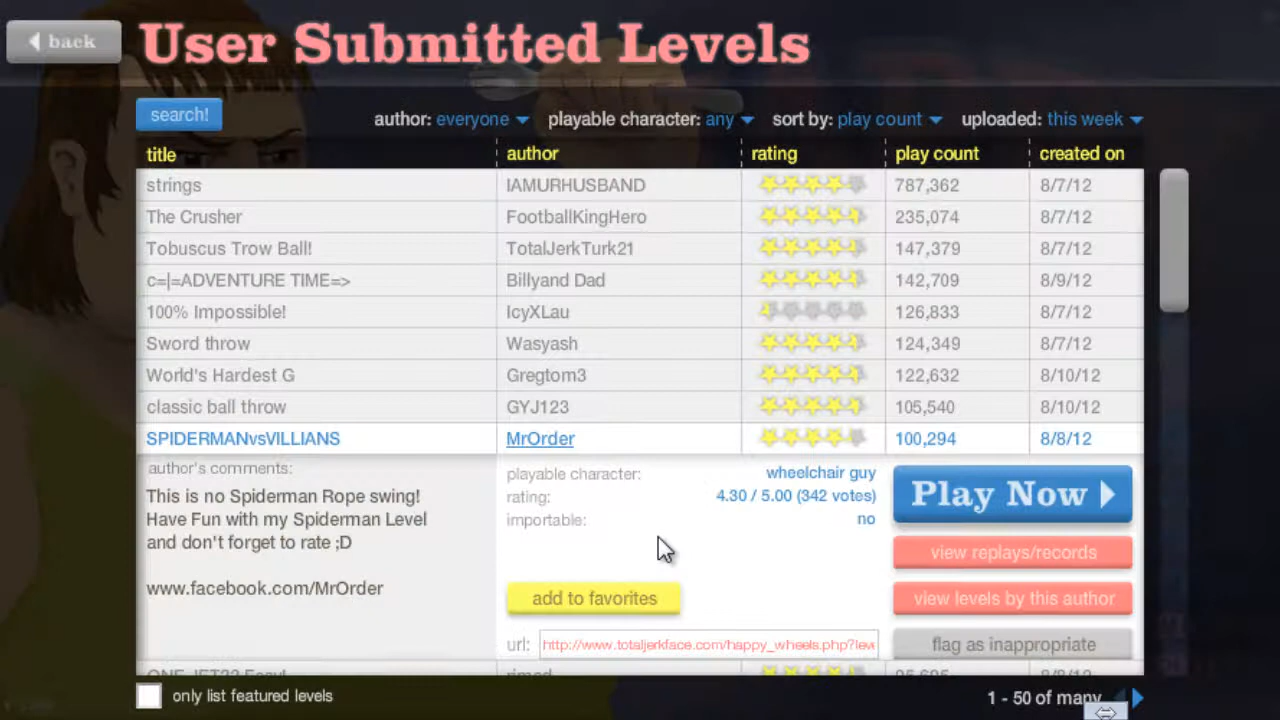 back
User Submitted Levels
search!
author: everyone playable character: any sort by: play count uploaded: this week
title author rating play count created on
strings IAMURHUSBAND 787,362 8/7/12
The Crusher FootballKingHero 235,074 8/7/12
Tobuscus Trow Ball! TotalJerkTurk21 147,379 8/7/12
c=|=ADVENTURE TIME=> Billyand Dad 142,709 8/9/12
100% Impossible! IcyXLau 126,833 8/7/12
Sword throw Wasyash 124,349 8/7/12
World's Hardest G Gregtom3 122,632 8/10/12
classic ball throw GYJ123 105,540 8/10/12
SPIDERMANvsVILLIANS MrOrder 100,294 8/8/12
author's comments:
This is no Spiderman Rope swing!
Have Fun with my Spiderman Level
and don't forget to rate ;D
www.facebook.com/MrOrder
playable character: wheelchair guy
rating: 4.30 / 5.00 (342 votes)
importable: no
add to favorites
url: http://www.totaljerkface.com/happy_wheels.php?lev
Play Now
view replays/records
view levels by this author
flag as inappropriate
only list featured levels
1 - 50 of many